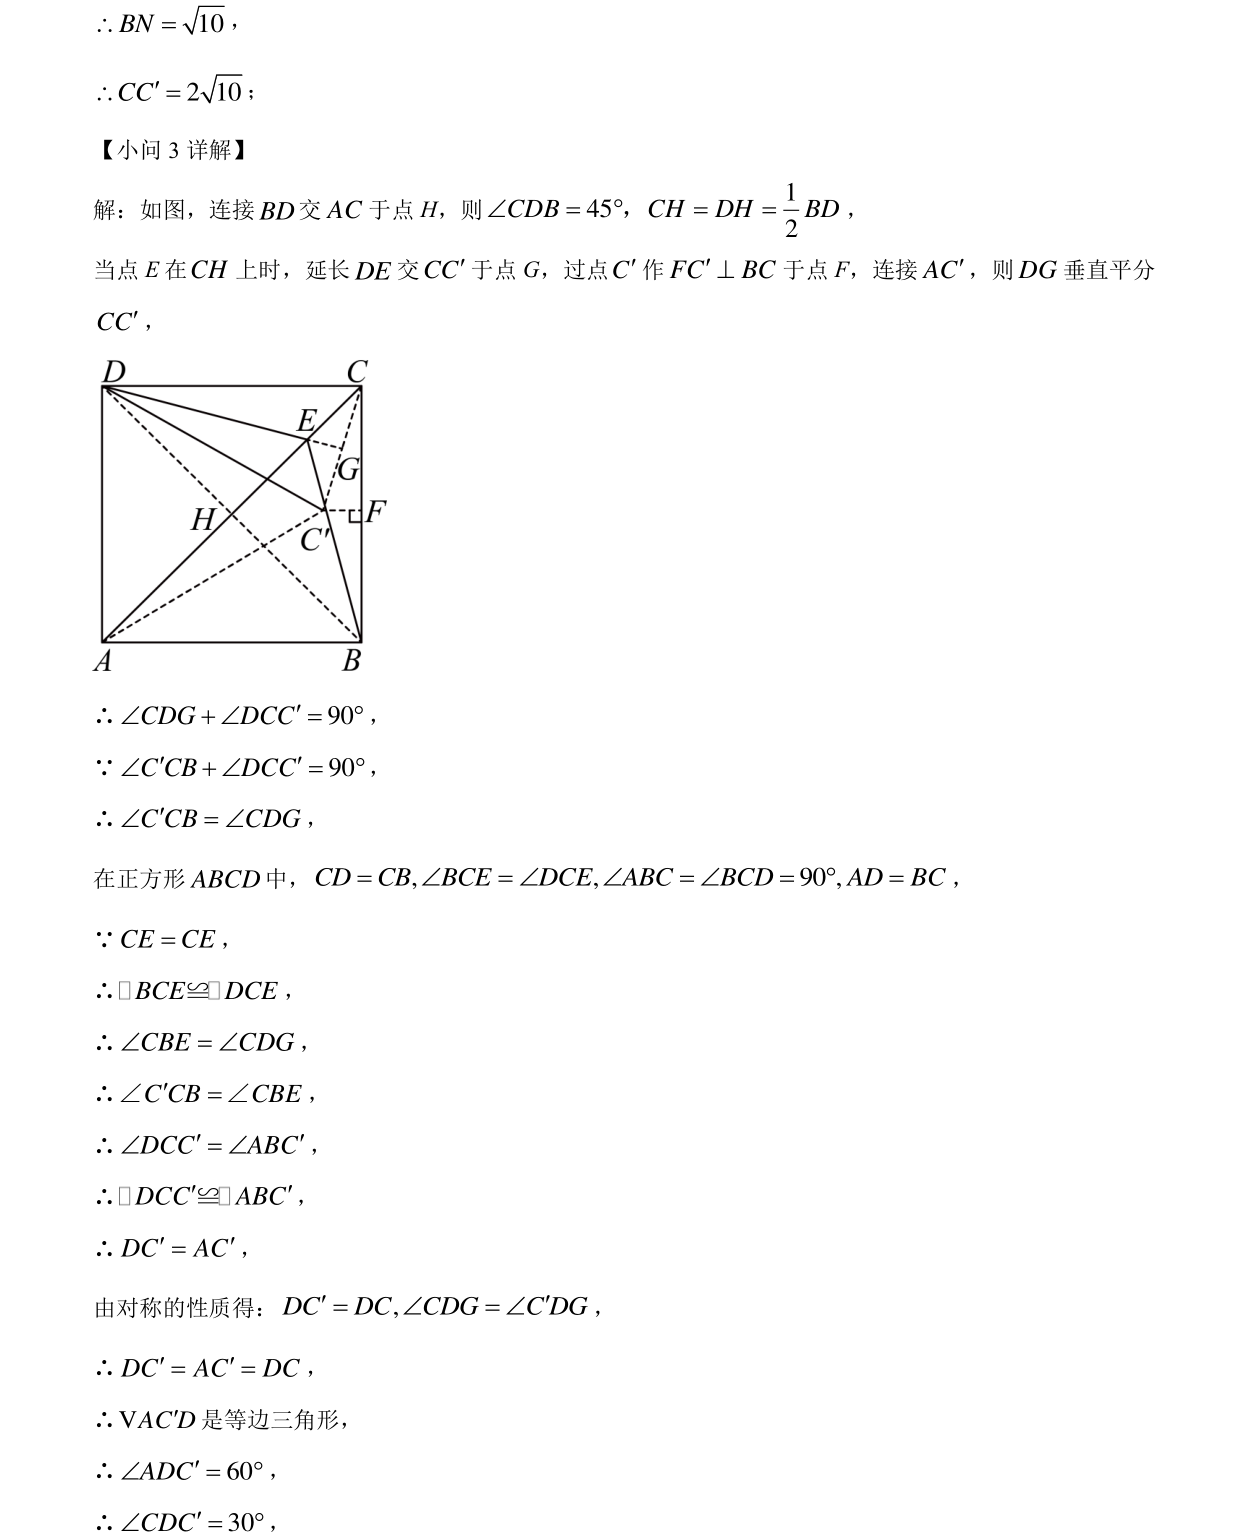 ∴BN = √10，
∴CC′ = 2√10；
【小问 3 详解】
解：如图，连接 BD 交 AC 于点 H，则∠CDB = 45°，CH = DH = 1/2 BD，
当点 E 在 CH 上时，延长 DE 交 CC′ 于点 G，过点 C′ 作 FC′ ⊥ BC 于点 F，连接 AC′，则 DG 垂直平分
CC′，
D C
E
G
H F
C′
A B
∴ ∠CDG + ∠DCC′ = 90°，
∵ ∠C′CB + ∠DCC′ = 90°，
∴ ∠C′CB = ∠CDG，
在正方形 ABCD 中，CD = CB, ∠BCE = ∠DCE, ∠ABC = ∠BCD = 90°, AD = BC，
∵ CE = CE，
∴ □BCE≌□DCE，
∴ ∠CBE = ∠CDG，
∴ ∠C′CB = ∠CBE，
∴ ∠DCC′ = ∠ABC′，
∴ □DCC′≌□ABC′，
∴ DC′ = AC′，
由对称的性质得：DC′ = DC, ∠CDG = ∠C′DG，
∴ DC′ = AC′ = DC，
∴ VAC′D 是等边三角形，
∴ ∠ADC′ = 60°，
∴ ∠CDC′ = 30°，